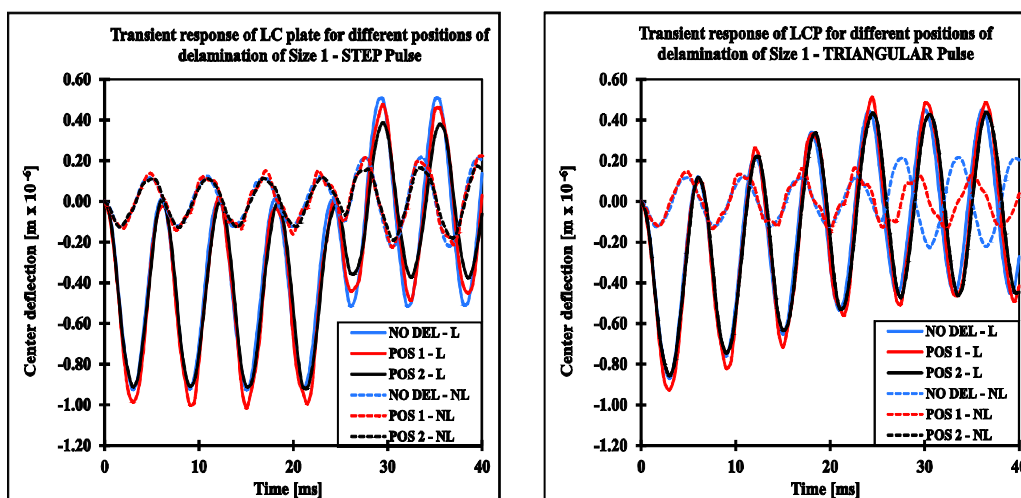 Transient response of LC plate for different positions of
delamination of Size 1 - STEP Pulse
0.60
0.40
0.20
0.00
-0.20
-0.40
-0.60
-0.80
-1.00
-1.20
Center deflection [m x 10⁻⁶]
NO DEL - L
POS 1 - L
POS 2 - L
NO DEL - NL
POS 1 - NL
POS 2 - NL
0 10 20 30 40
Time [ms]
Transient response of LCP for different positions of
delamination of Size 1 - TRIANGULAR Pulse
0.60
0.40
0.20
0.00
-0.20
-0.40
-0.60
-0.80
-1.00
-1.20
Center deflection [m x 10⁻⁶]
NO DEL - L
POS 1 - L
POS 2 - L
NO DEL - NL
POS 1 - NL
POS 2 - NL
0 10 20 30 40
Time [ms]